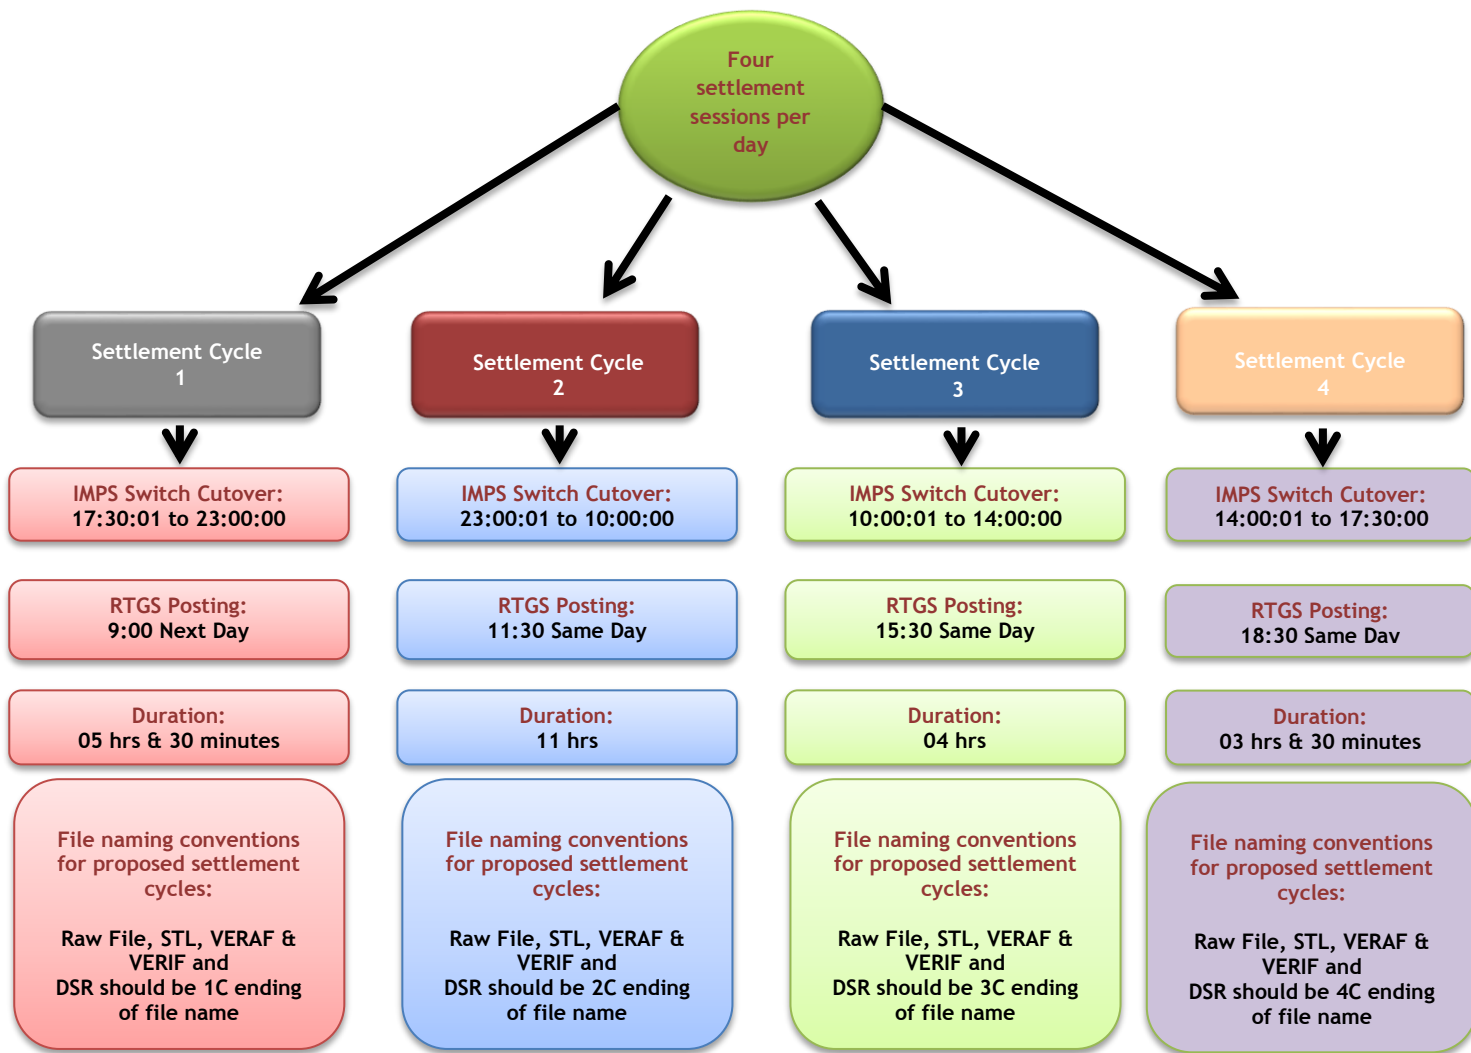 Four
settlement
sessions per
day
Settlement Cycle
1
Settlement Cycle
2
Settlement Cycle
3
Settlement Cycle
4
IMPS Switch Cutover:
17:30:01 to 23:00:00
IMPS Switch Cutover:
23:00:01 to 10:00:00
IMPS Switch Cutover:
10:00:01 to 14:00:00
IMPS Switch Cutover:
14:00:01 to 17:30:00
RTGS Posting:
9:00 Next Day
RTGS Posting:
11:30 Same Day
RTGS Posting:
15:30 Same Day
RTGS Posting:
18:30 Same Day
Duration:
05 hrs & 30 minutes
Duration:
11 hrs
Duration:
04 hrs
Duration:
03 hrs & 30 minutes
File naming conventions
for proposed settlement
cycles:
Raw File, STL, VERAF &
VERIF and
DSR should be 1C ending
of file name
File naming conventions
for proposed settlement
cycles:
Raw File, STL, VERAF &
VERIF and
DSR should be 2C ending
of file name
File naming conventions
for proposed settlement
cycles:
Raw File, STL, VERAF &
VERIF and
DSR should be 3C ending
of file name
File naming conventions
for proposed settlement
cycles:
Raw File, STL, VERAF &
VERIF and
DSR should be 4C ending
of file name